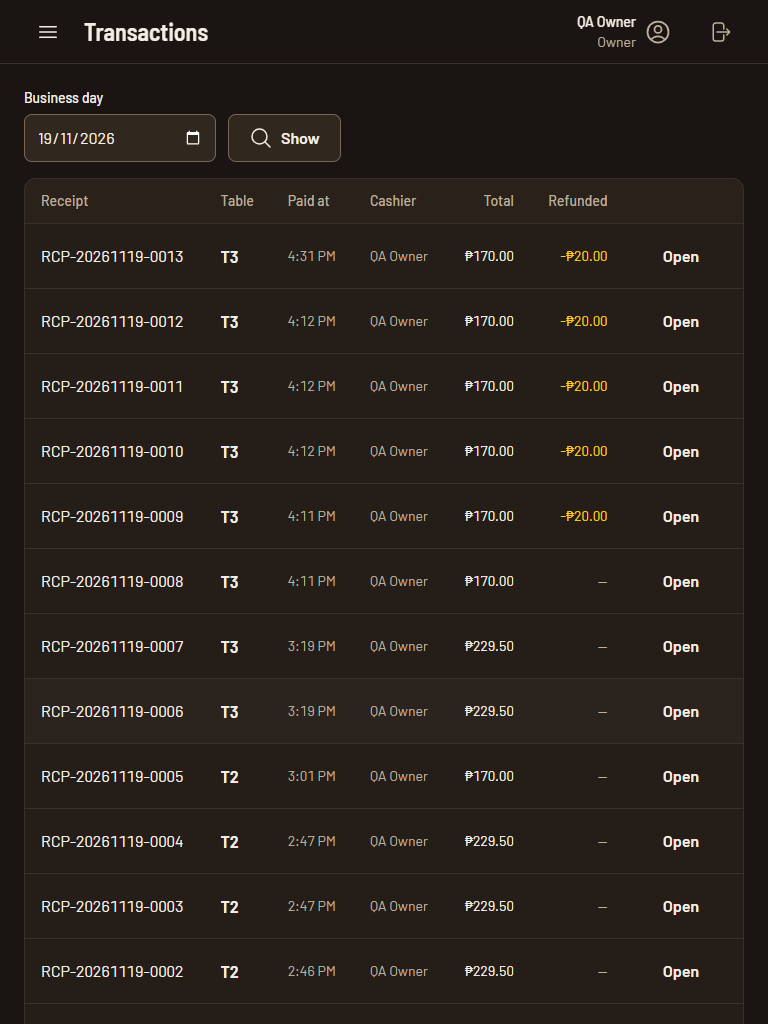 Transactions
QA Owner
Owner
Business day
19/11/2026
Show
Receipt Table Paid at Cashier Total Refunded
RCP-20261119-0013 T3 4:31 PM QA Owner ₱170.00 -₱20.00 Open
RCP-20261119-0012 T3 4:12 PM QA Owner ₱170.00 -₱20.00 Open
RCP-20261119-0011 T3 4:12 PM QA Owner ₱170.00 -₱20.00 Open
RCP-20261119-0010 T3 4:12 PM QA Owner ₱170.00 -₱20.00 Open
RCP-20261119-0009 T3 4:11 PM QA Owner ₱170.00 -₱20.00 Open
RCP-20261119-0008 T3 4:11 PM QA Owner ₱170.00 — Open
RCP-20261119-0007 T3 3:19 PM QA Owner ₱229.50 — Open
RCP-20261119-0006 T3 3:19 PM QA Owner ₱229.50 — Open
RCP-20261119-0005 T2 3:01 PM QA Owner ₱170.00 — Open
RCP-20261119-0004 T2 2:47 PM QA Owner ₱229.50 — Open
RCP-20261119-0003 T2 2:47 PM QA Owner ₱229.50 — Open
RCP-20261119-0002 T2 2:46 PM QA Owner ₱229.50 — Open